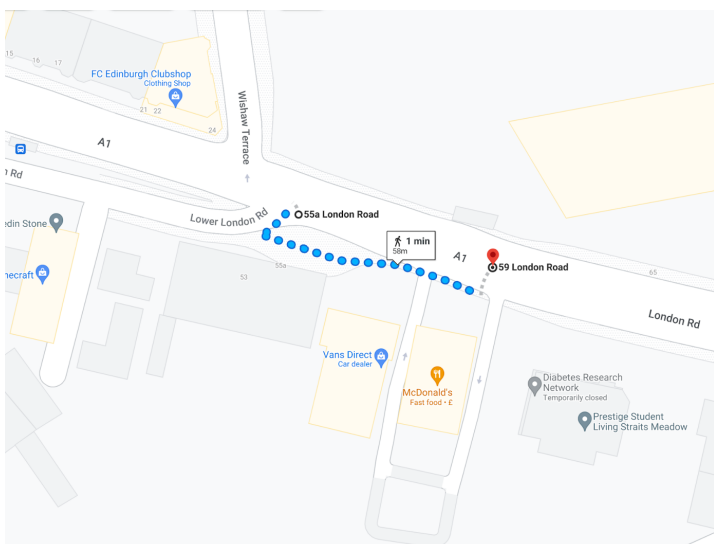 15
16
17
FC Edinburgh Clubshop
Clothing Shop
21 22
24
Wishaw Terrace
A1
Rd
Lower London Rd
55a London Road
edin Stone
1 min
58m
A1
59 London Road
65
55a
53
necraft
London Rd
Vans Direct
Car dealer
McDonald's
Fast food • £
Diabetes Research
Network
Temporarily closed
Prestige Student
Living Straits Meadow